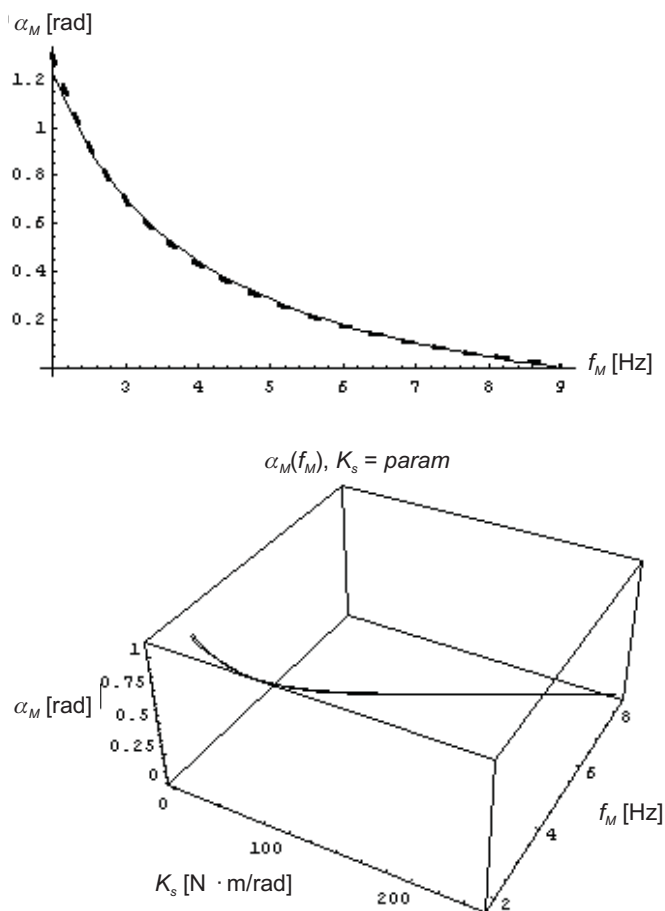 α_M [rad]
1.2
1
0.8
0.6
0.4
0.2
f_M [Hz]
3 4 5 6 7 8 9
α_M(f_M), K_s = param
1
0.75
α_M [rad]
0.5
0.25
0
0
100
200
K_s [N · m/rad]
8
6
f_M [Hz]
4
2